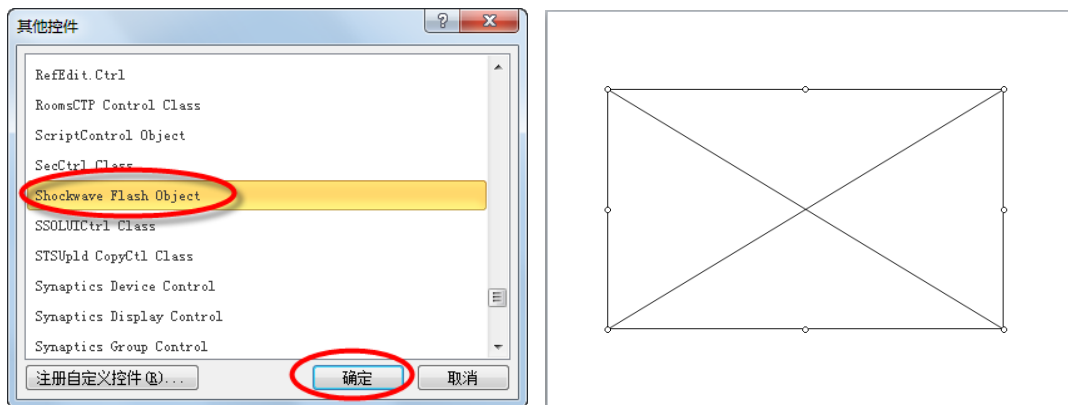 其他控件
RefEdit.Ctrl
RoomsCTP Control Class
ScriptControl Object
SecCtrl Class
Shockwave Flash Object
SSOLUICtrl Class
STSUpld CopyCtl Class
Synaptics Device Control
Synaptics Display Control
Synaptics Group Control
注册自定义控件(R)... 确定 取消